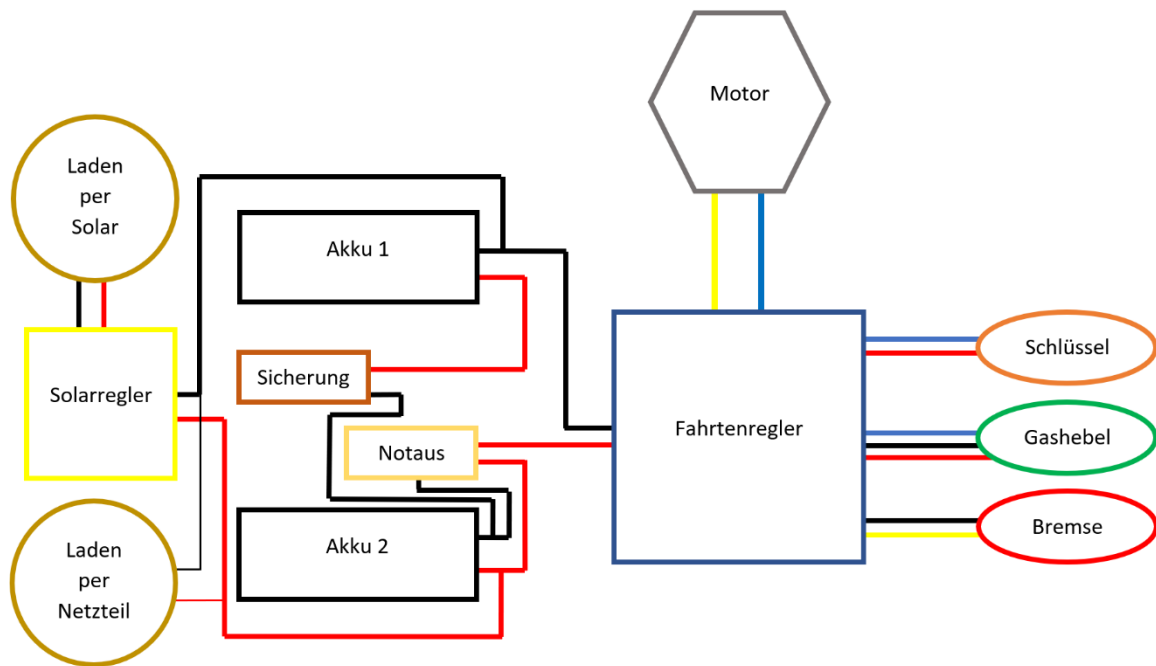 Motor
Laden
per
Solar
Akku 1
Solarregler
Sicherung
Notaus
Akku 2
Laden
per
Netzteil
Fahrtenregler
Schlüssel
Gashebel
Bremse